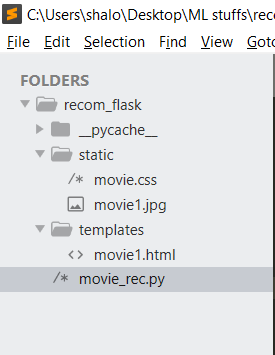 C:\Users\shalo\Desktop\ML stuffs\reco
File Edit Selection Find View Goto
FOLDERS
recom_flask
__pycache__
static
/* movie.css
movie1.jpg
templates
<> movie1.html
/* movie_rec.py